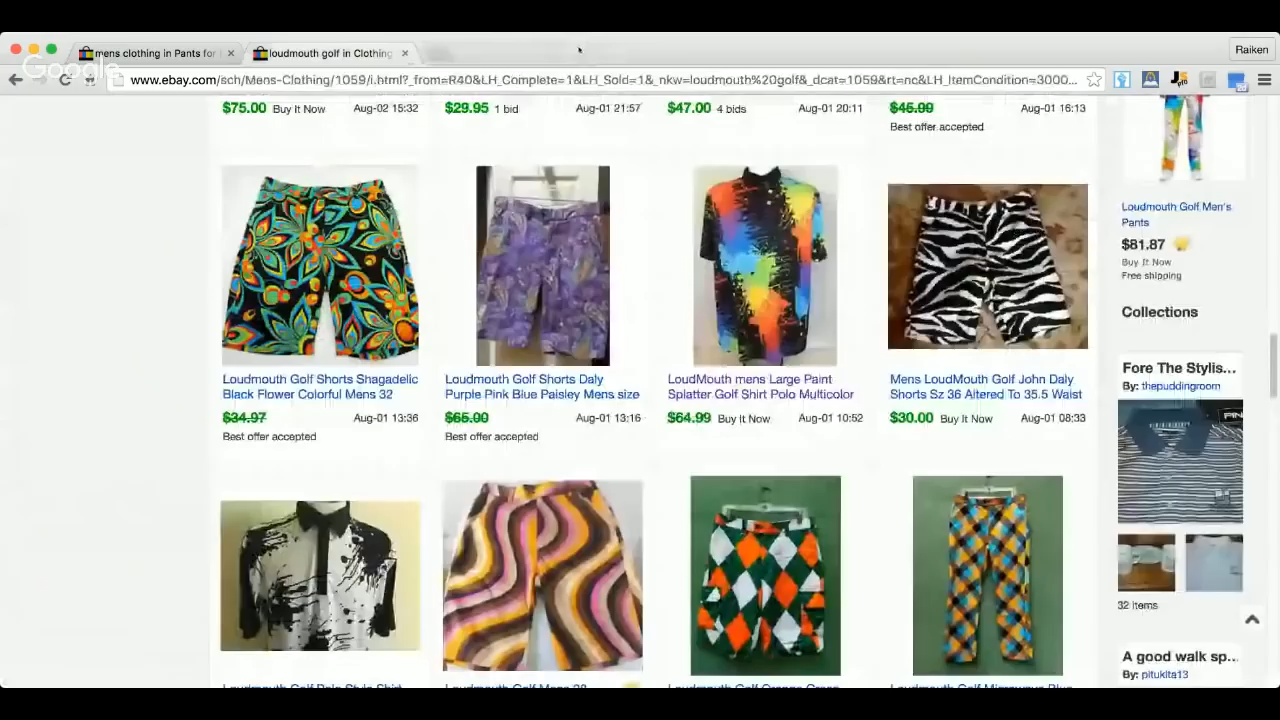 mens clothing in Pants for
loudmouth golf in Clothing
Raiken
Google
www.ebay.com/sch/Mens-Clothing/1059/i.html?_from=R40&LH_Complete=1&LH_Sold=1&_nkw=loudmouth%20golf&_dcat=1059&rt=nc&LH_ItemCondition=3000...
$75.00 Buy It Now Aug-02 15:32
$29.95 1 bid Aug-01 21:57
$47.00 4 bids Aug-01 20:11
$45.00 Aug-01 16:13
Best offer accepted
Loudmouth Golf Men's
Pants
$81.87
Buy It Now
Free shipping
Collections
Loudmouth Golf Shorts Shagadelic
Black Flower Colorful Mens 32
$34.97 Aug-01 13:36
Best offer accepted
Loudmouth Golf Shorts Daly
Purple Pink Blue Paisley Mens size
$65.00 Aug-01 13:16
Best offer accepted
LoudMouth mens Large Paint
Splatter Golf Shirt Polo Multicolor
$64.99 Buy It Now Aug-01 10:52
Mens LoudMouth Golf John Daly
Shorts Sz 36 Altered To 35.5 Waist
$30.00 Buy It Now Aug-01 08:33
Fore The Stylis...
By: thepuddingroom
PING
32 items
A good walk sp...
By: pitukita13
Loudmouth Golf Polo Style Shirt
Loudmouth Golf Mens 38
Loudmouth Golf Orange Green
Loudmouth Golf Microwave Blue